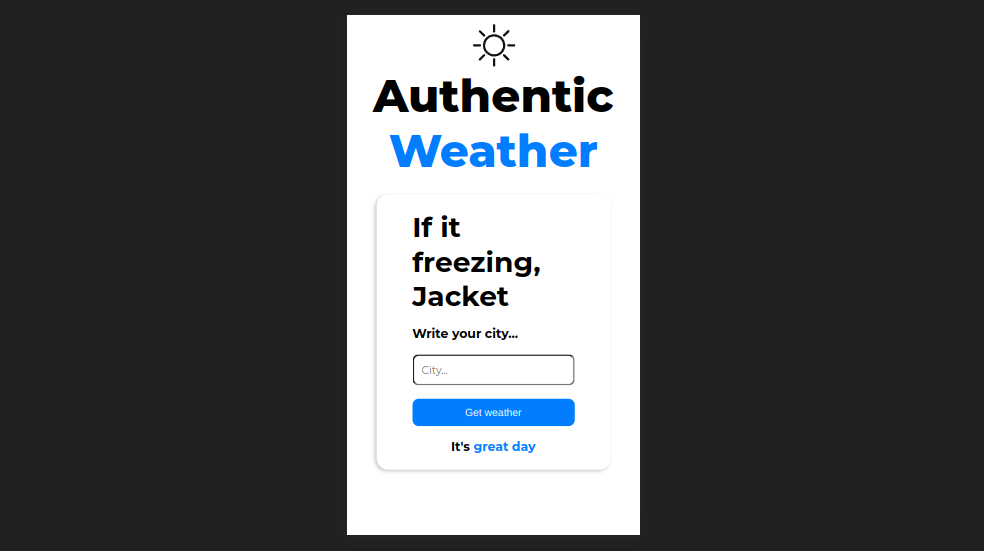 Authentic
Weather
If it
freezing,
Jacket
Write your city...
City...
Get weather
It's great day